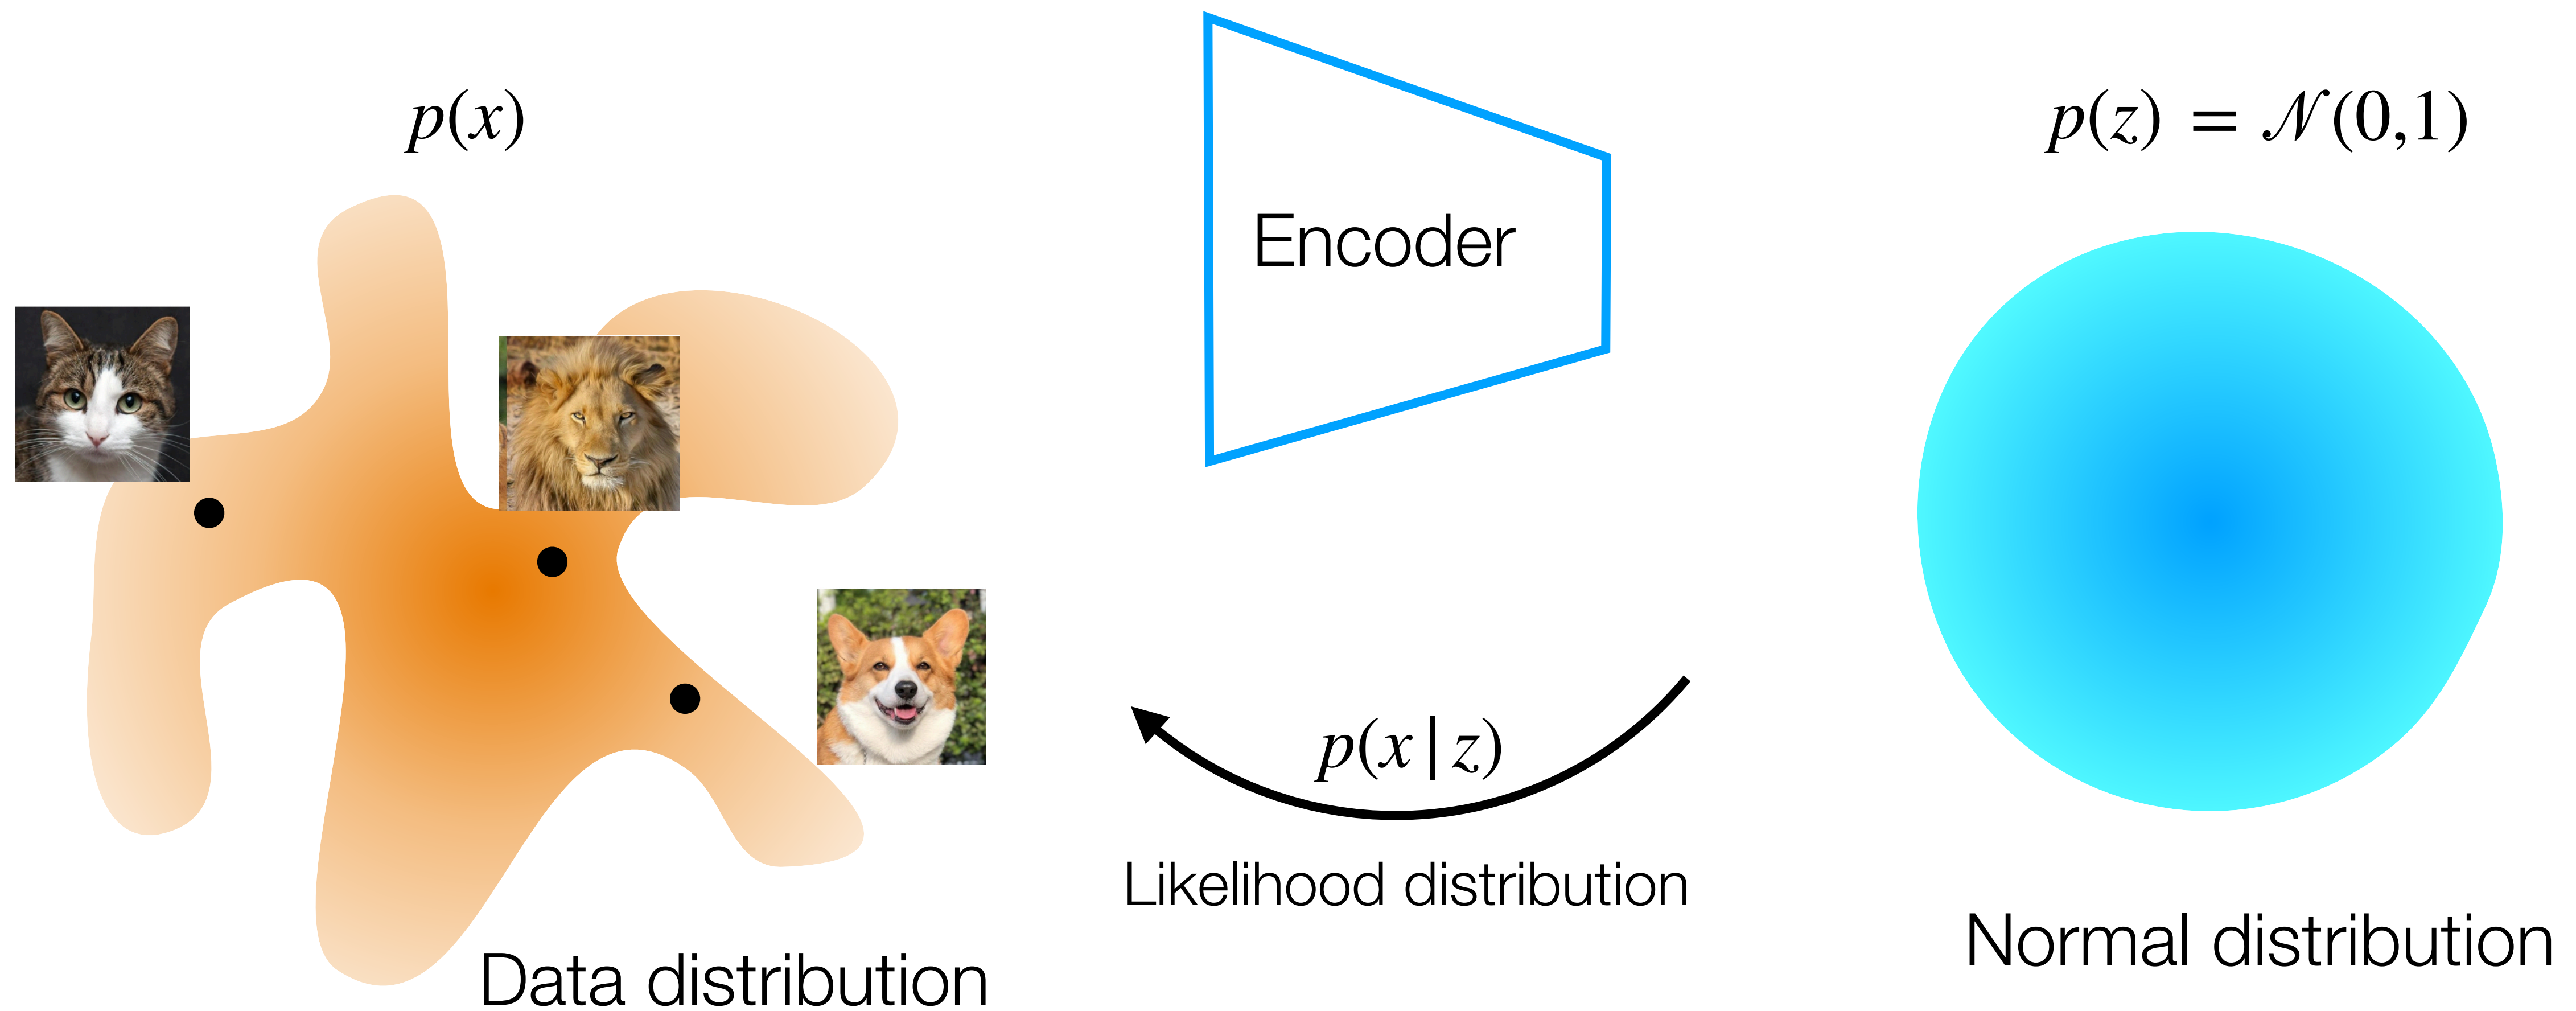 p(x)
Encoder
p(z) = 𝒩(0,1)
p(x|z)
Likelihood distribution
Data distribution
Normal distribution